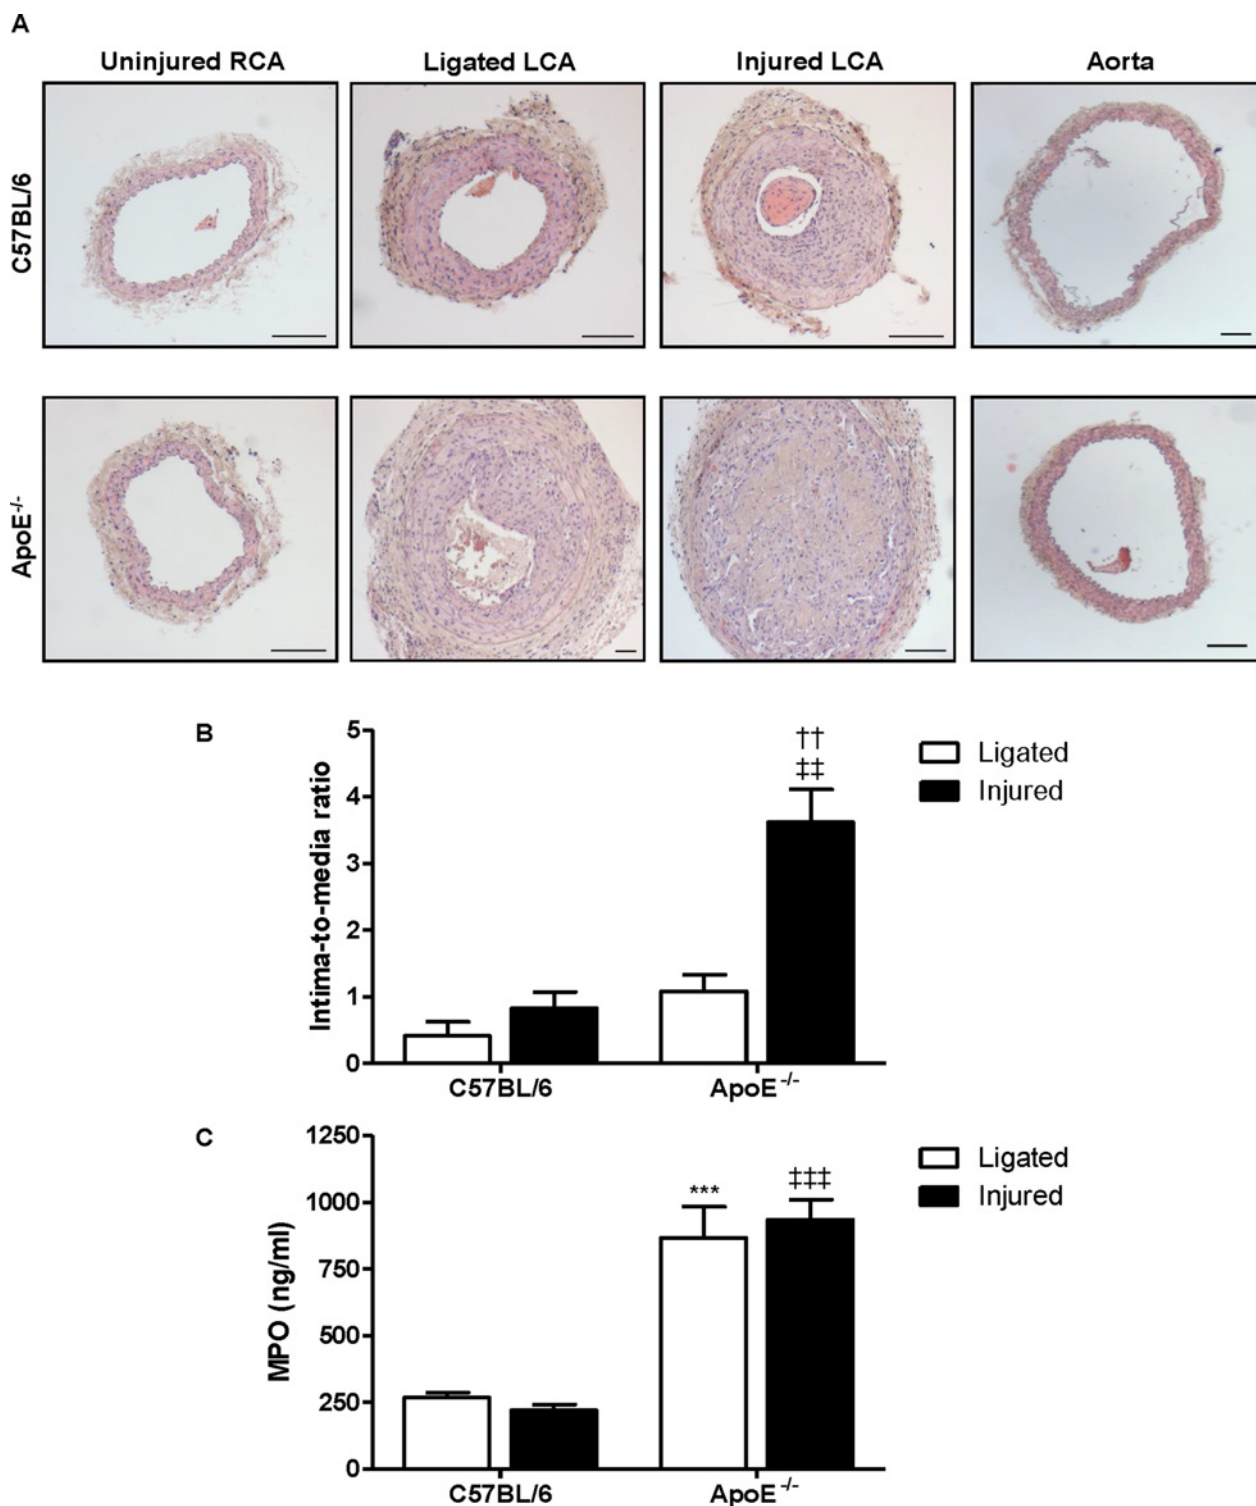 A
Uninjured RCA Ligated LCA Injured LCA Aorta
C57BL/6
ApoE-/-
B
Intima-to-media ratio
5
4
3
2
1
0
††
‡‡
Ligated
Injured
C57BL/6 ApoE-/-
C
MPO (ng/ml)
1250
1000
750
500
250
0
***
‡‡‡
Ligated
Injured
C57BL/6 ApoE-/-